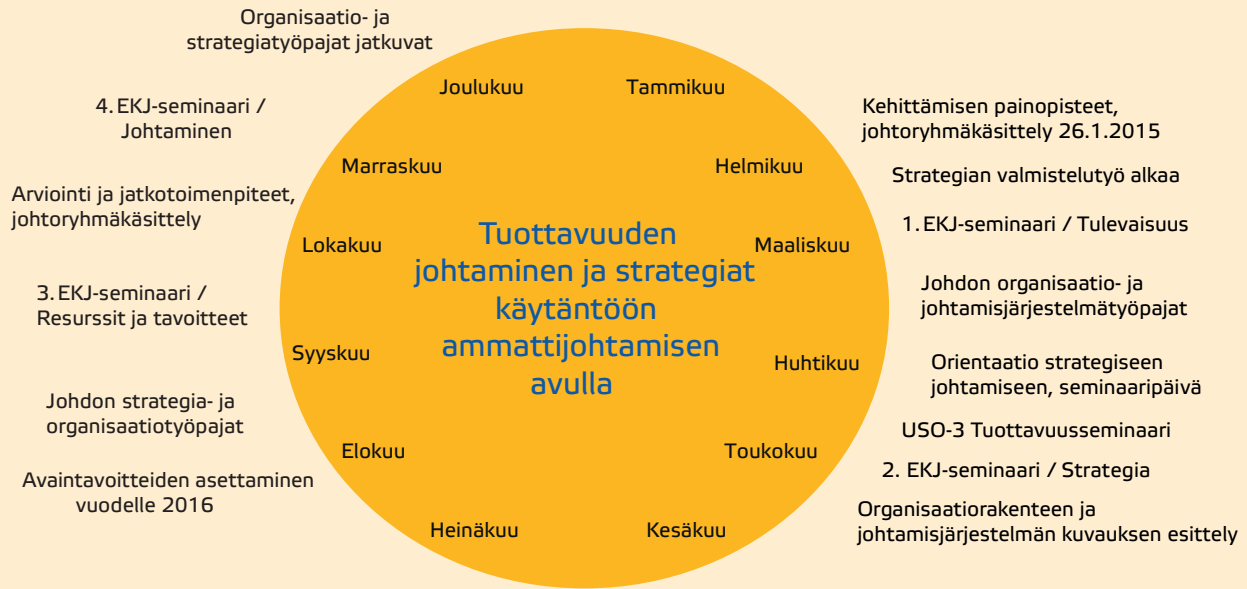 Organisaatio- ja
strategiatyöpajat jatkuvat
Joulukuu
Tammikuu
4. EKJ-seminaari /
Johtaminen
Kehittämisen painopisteet,
johtoryhmäkäsittely 26.1.2015
Marraskuu
Helmikuu
Strategian valmistelutyö alkaa
Arviointi ja jatkotoimenpiteet,
johtoryhmäkäsittely
1. EKJ-seminaari / Tulevaisuus
Lokakuu
Maaliskuu
Tuottavuuden
johtaminen ja strategiat
käytäntöön
ammattijohtamisen
avulla
3. EKJ-seminaari /
Resurssit ja tavoitteet
Johdon organisaatio- ja
johtamisjärjestelmätyöpajat
Syyskuu
Huhtikuu
Orientaatio strategiseen
johtamiseen, seminaaripäivä
Johdon strategia- ja
organisaatiotyöpajat
USO-3 Tuottavuusseminaari
Elokuu
Toukokuu
2. EKJ-seminaari / Strategia
Avaintavoitteiden asettaminen
vuodelle 2016
Organisaatiorakenteen ja
johtamisjärjestelmän kuvauksen esittely
Heinäkuu
Kesäkuu